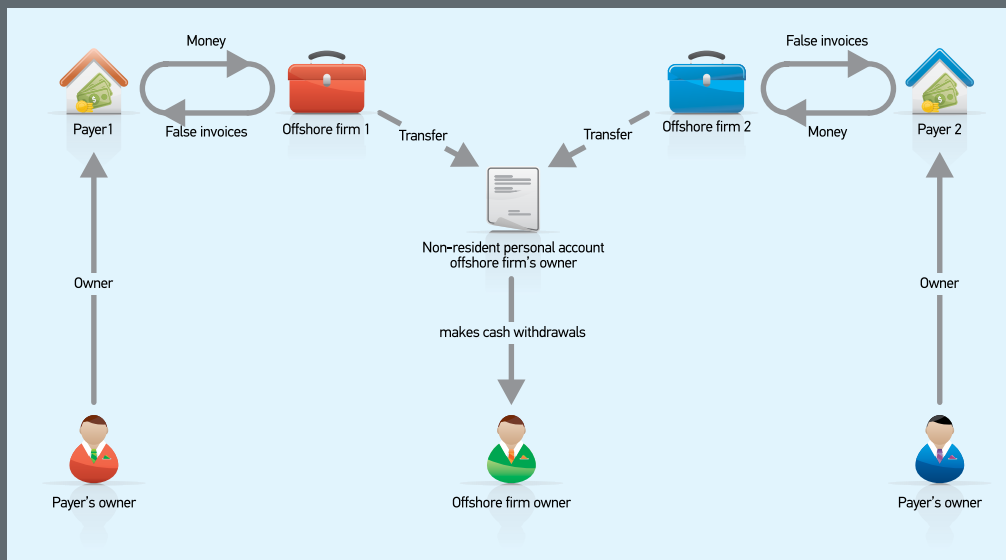 Money
False invoices
Payer1
False invoices
Offshore firm 1
Offshore firm 2
Money
Payer 2
Transfer
Transfer
Non-resident personal account
offshore firm's owner
Owner
Owner
makes cash withdrawals
Payer's owner
Offshore firm owner
Payer's owner